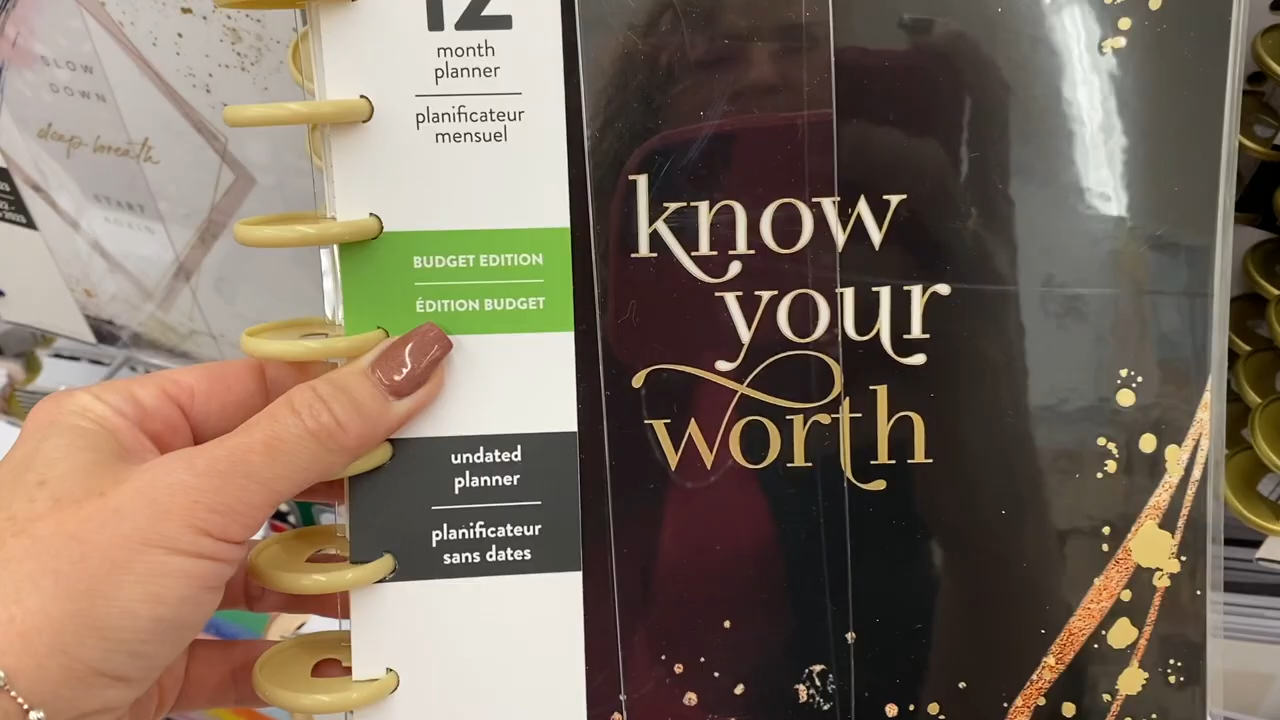 12
month
planner
planificateur
mensuel
BUDGET EDITION
ÉDITION BUDGET
undated
planner
planificateur
sans dates
know
your
worth
SLOW
DOWN
deep breath
START
AGAIN